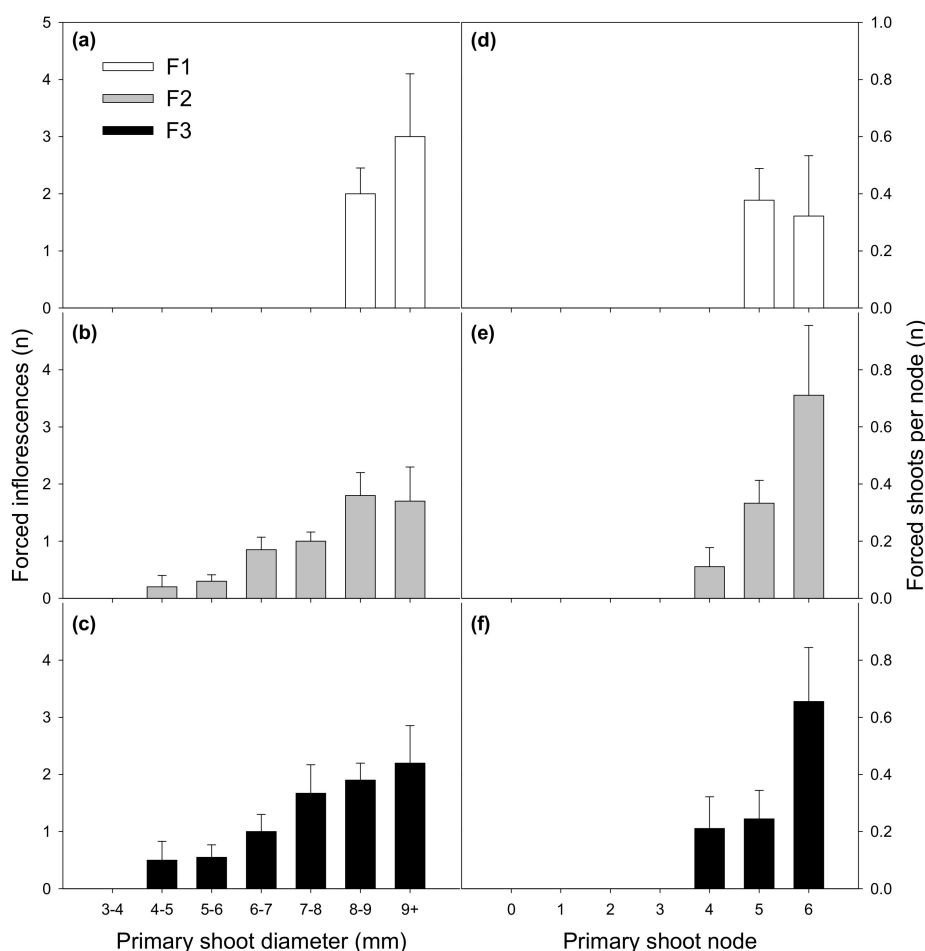 (a)
F1
F2
F3
5
4
3
2
1
0
(d)
1.0
0.8
0.6
0.4
0.2
0.0
(b)
4
3
2
1
0
(e)
0.8
0.6
0.4
0.2
0.0
(c)
4
3
2
1
0
(f)
0.8
0.6
0.4
0.2
0.0
Forced inflorescences (n)
Forced shoots per node (n)
3-4 4-5 5-6 6-7 7-8 8-9 9+
0 1 2 3 4 5 6
Primary shoot diameter (mm)
Primary shoot node